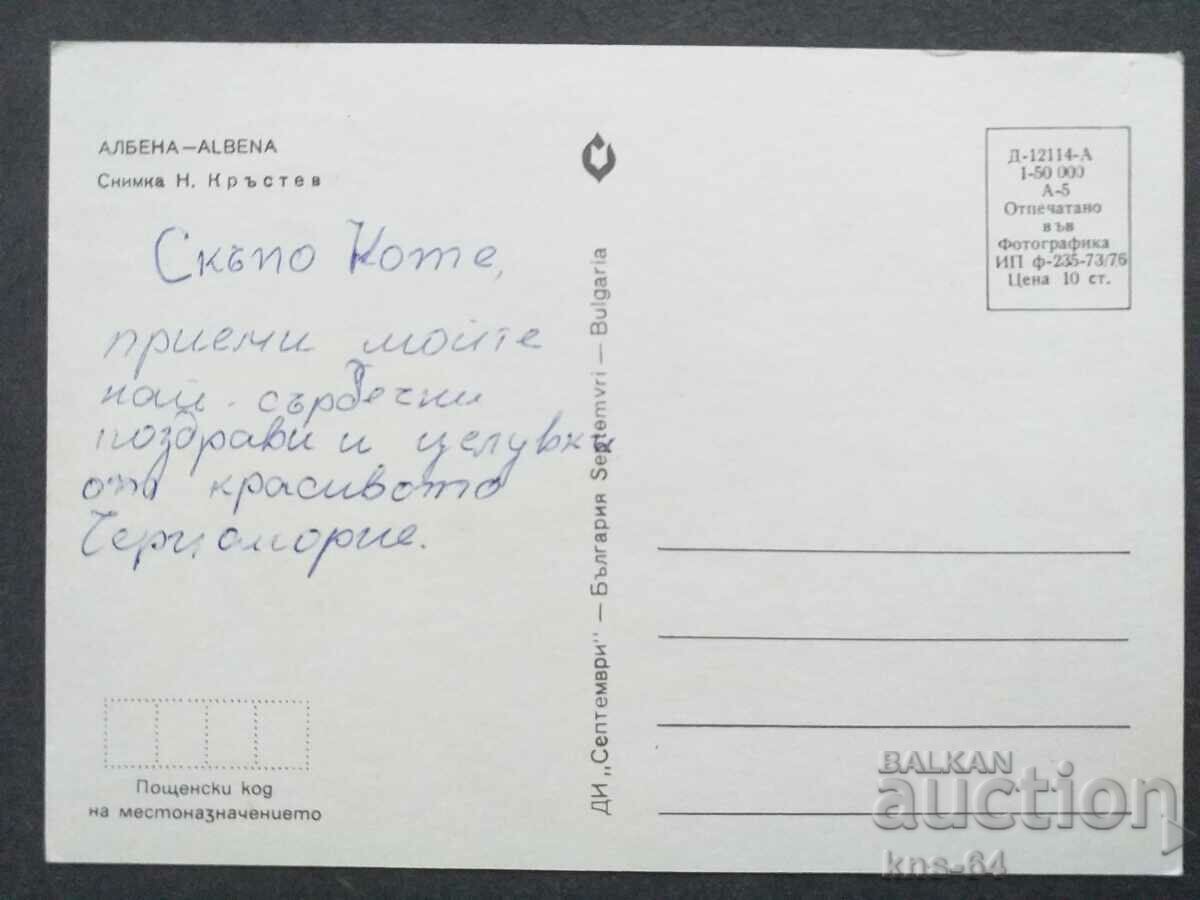 АЛБЕНА—ALBENA
Снимка Н. Кръстев
Скъпо Коте,
приеми мойте
най-сърдечни
поздрави и целувки
от красивото
Черноморие.
Пощенски код
на местоназначението
ДИ „Септември" — България Septemvri — Bulgaria
Д-12114-А
1-50 000
А-5
Отпечатано
във
Фотографика
ИП ф-235-73/76
Цена 10 ст.
BALKAN
auction
kns-64